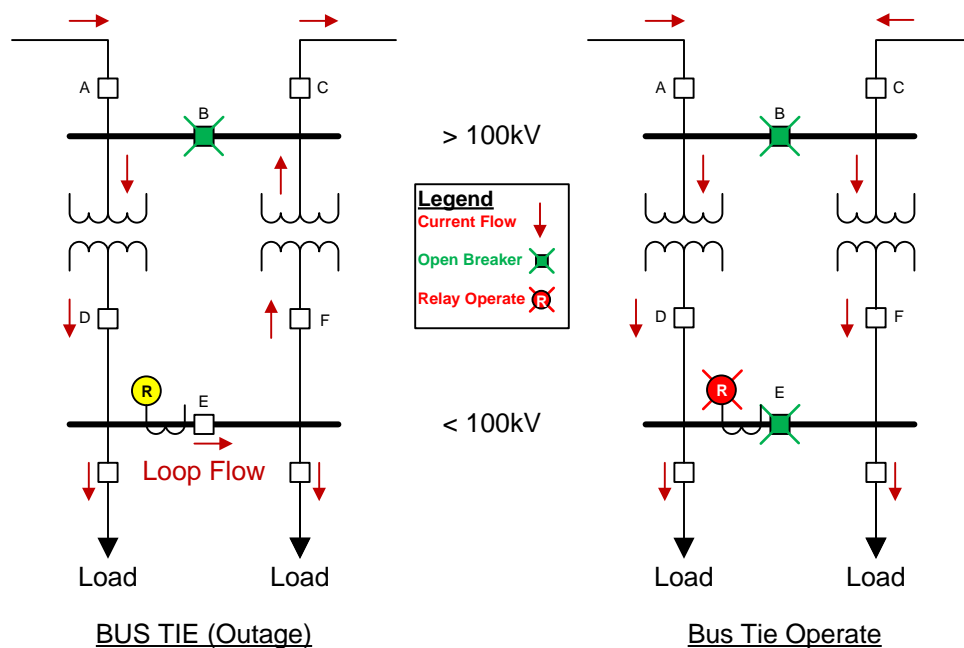 A
B
C
> 100kV
A
B
C
Legend
Current Flow
Open Breaker
Relay Operate
R
D
F
D
F
R
E
Loop Flow
< 100kV
R
E
Load
Load
Load
Load
BUS TIE (Outage)
Bus Tie Operate